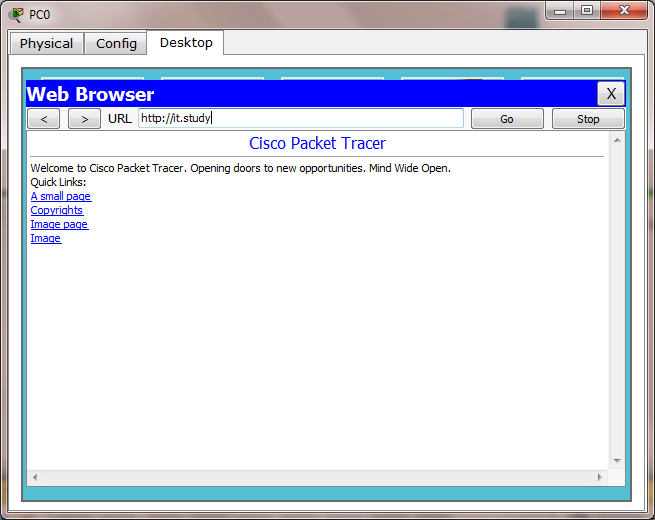 PC0
Physical Config Desktop
Web Browser X
< > URL http://it.study Go Stop
Cisco Packet Tracer
Welcome to Cisco Packet Tracer. Opening doors to new opportunities. Mind Wide Open.
Quick Links:
A small page
Copyrights
Image page
Image